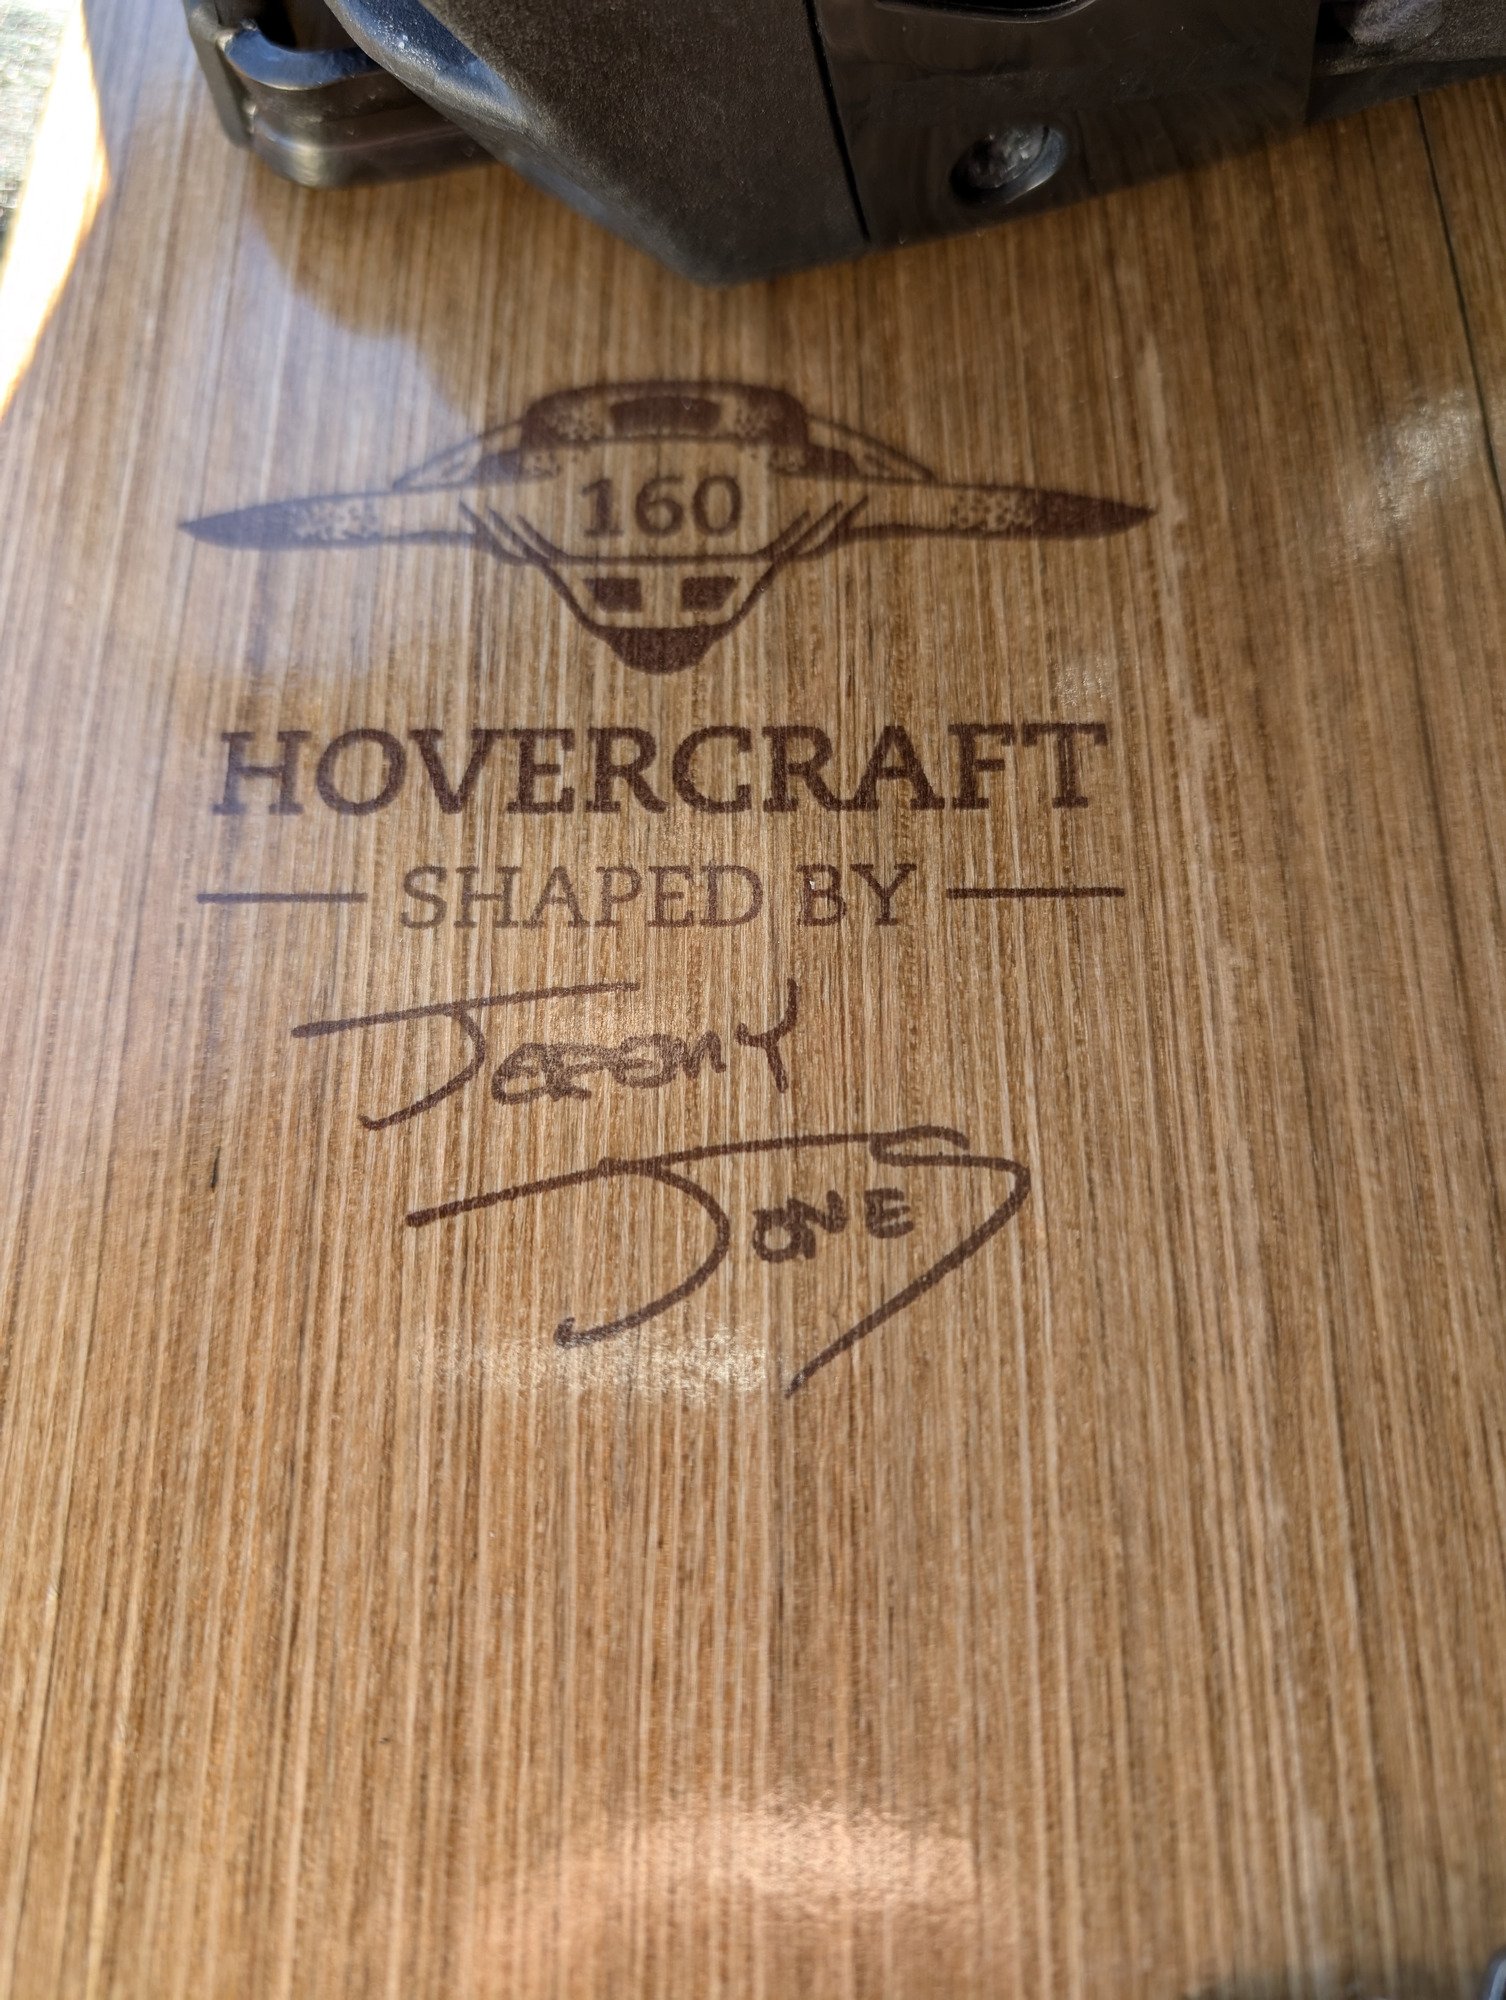 160
HOVERCRAFT
SHAPED BY
JEREMY
JONES